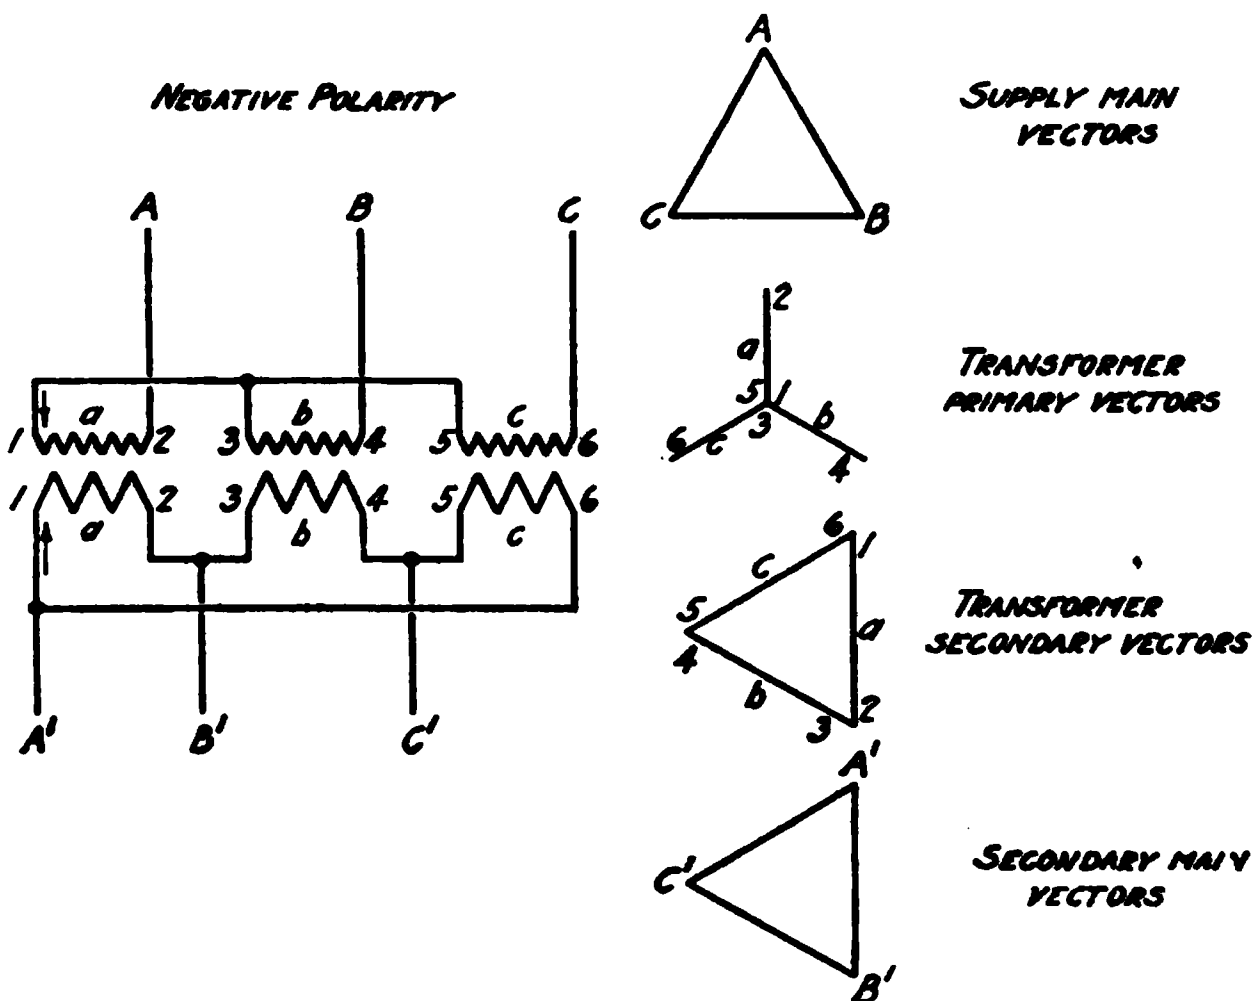 NEGATIVE POLARITY
A B C
a b c
1 2 3 4 5 6
1 2 3 4 5 6
a b c
A' B' C'
A
C B
SUPPLY MAIN
VECTORS
2
a
5 1
3
b
6 c
4
TRANSFORMER
PRIMARY VECTORS
6
1
c
5
a
4
b
2
3
TRANSFORMER
SECONDARY VECTORS
A'
C'
B'
SECONDARY MAIN
VECTORS